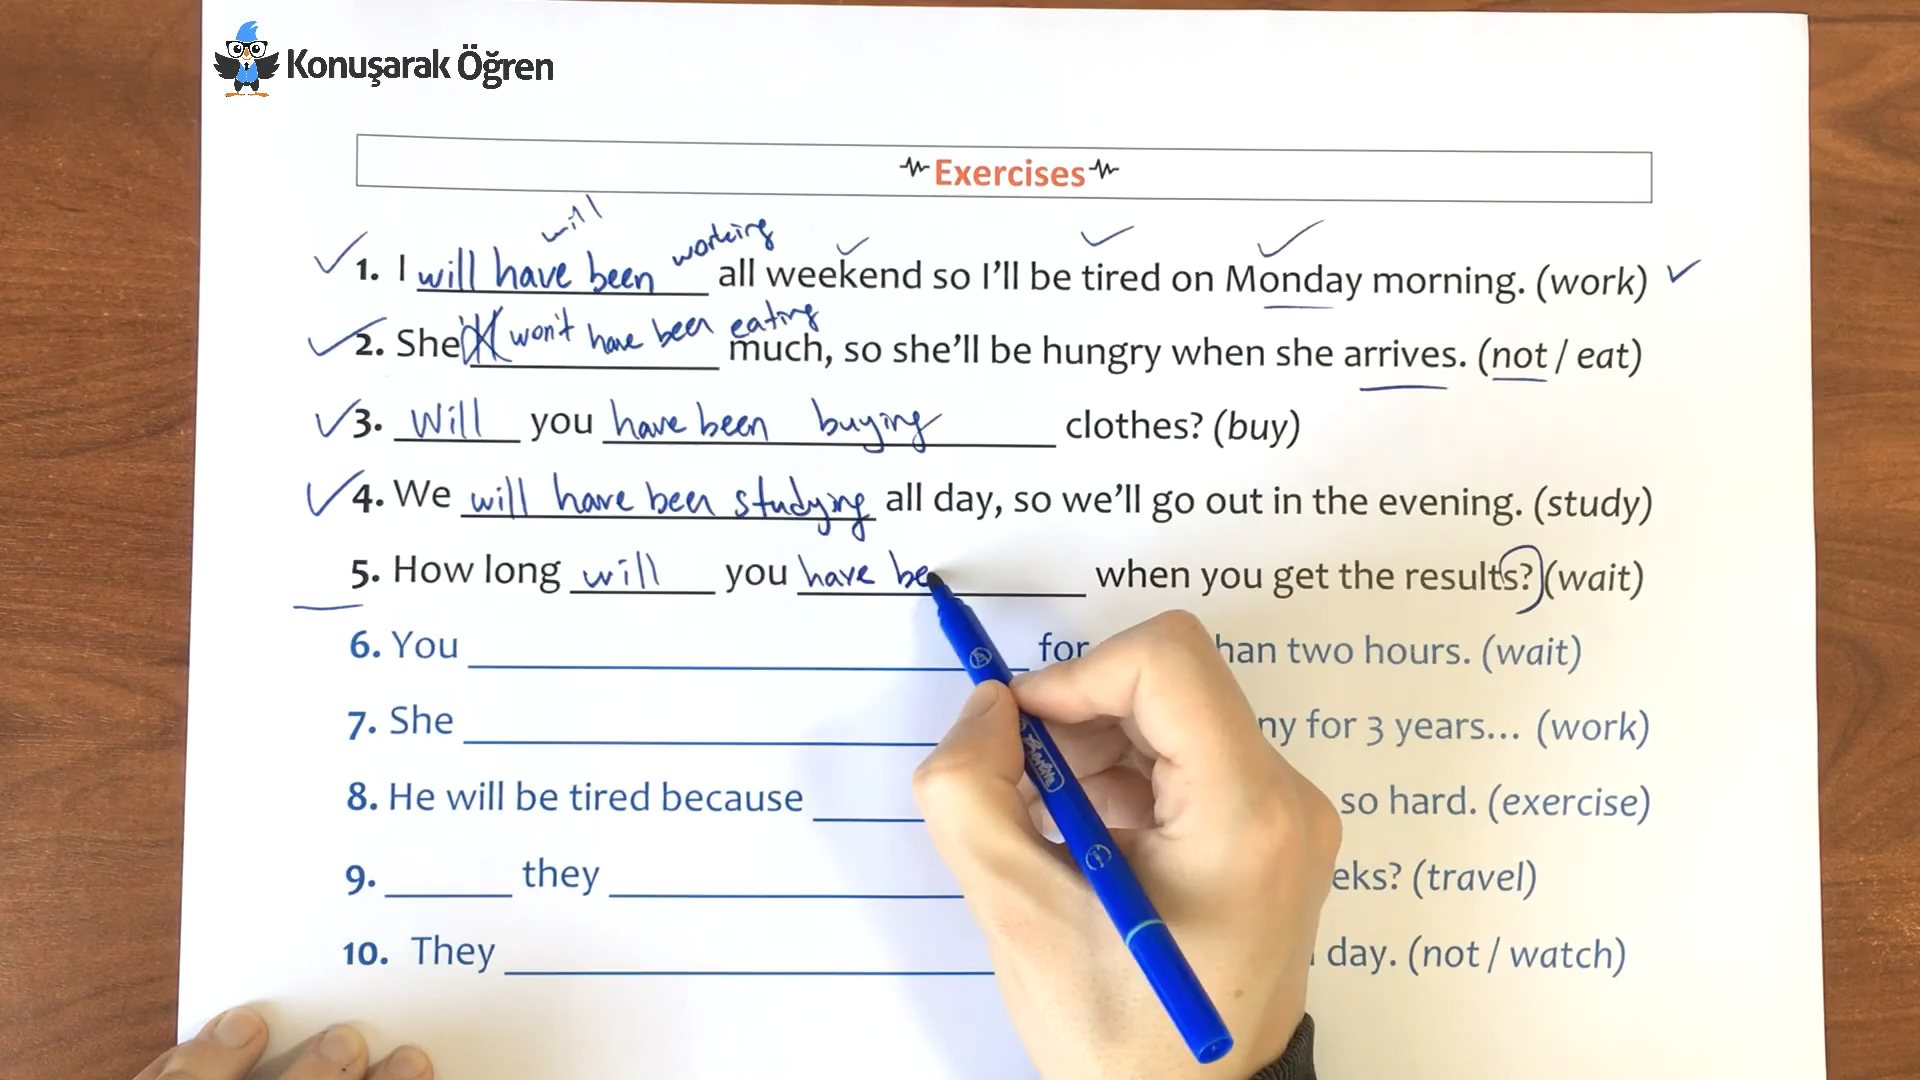 Konuşarak Öğren
Exercises
will working
1. I will have been all weekend so I'll be tired on Monday morning. (work)
2. She won't have been eating much, so she'll be hungry when she arrives. (not / eat)
3. Will you have been buying clothes? (buy)
4. We will have been studying all day, so we'll go out in the evening. (study)
5. How long will you have be when you get the results? (wait)
6. You for han two hours. (wait)
7. She ny for 3 years... (work)
8. He will be tired because so hard. (exercise)
9. they eks? (travel)
10. They day. (not / watch)